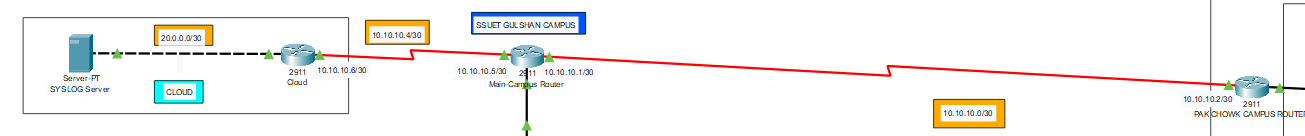 SSUET GULSHAN CAMPUS
20.0.0.0/30
10.10.10.4/30
Server-PT
SYSLOG Server
2911
Cloud
10.10.10.6/30
CLOUD
10.10.10.5/30
2911
10.10.10.1/30
Main-Campus Router
10.10.10.0/30
10.10.10.2/30
2911
PAK CHOWK CAMPUS ROUTER